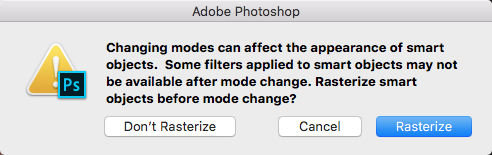 Adobe Photoshop
Changing modes can affect the appearance of smart
objects.  Some filters applied to smart objects may not
be available after mode change. Rasterize smart
objects before mode change?
Ps
Don't Rasterize
Cancel
Rasterize